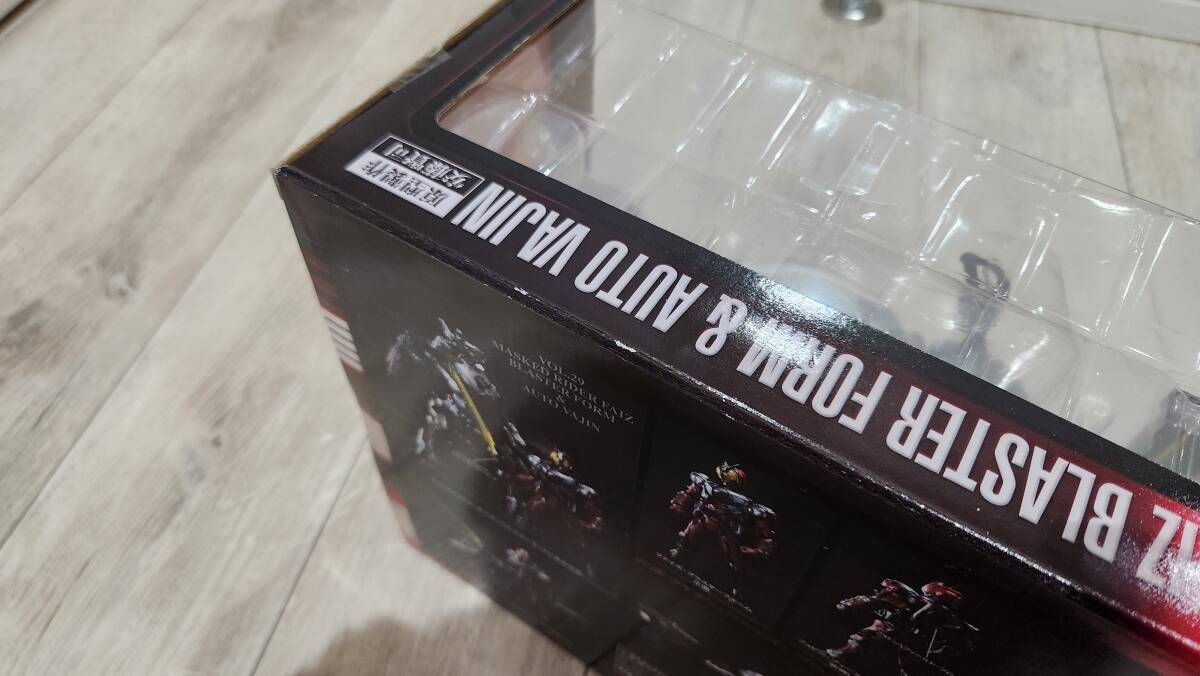 原型製作
安藤賢司
IZ BLASTER FORM & AUTO VAJIN
VOL.29
MASKED RIDER FAIZ
BLASTER FORM
&
AUTO VAJIN